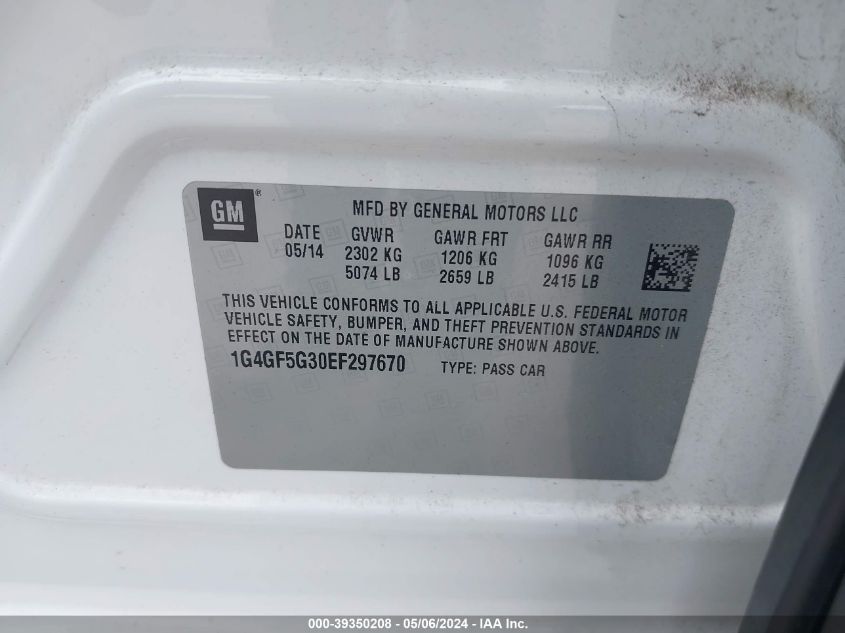 GM®
MFD BY GENERAL MOTORS LLC
DATE GVWR GAWR FRT GAWR RR
05/14 2302 KG 1206 KG 1096 KG
5074 LB 2659 LB 2415 LB
THIS VEHICLE CONFORMS TO ALL APPLICABLE U.S. FEDERAL MOTOR
VEHICLE SAFETY, BUMPER, AND THEFT PREVENTION STANDARDS IN
EFFECT ON THE DATE OF MANUFACTURE SHOWN ABOVE.
1G4GF5G30EF297670 TYPE: PASS CAR
000-39350208 - 05/06/2024 - IAA Inc.